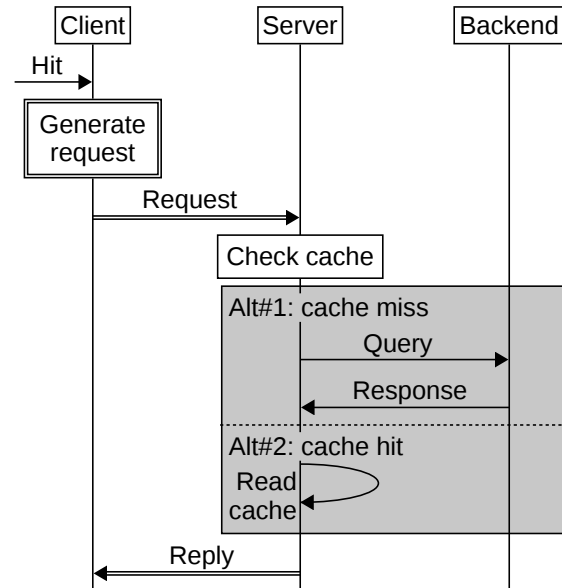 Client
Server
Backend
Hit
Generate
request
Request
Check cache
Alt#1: cache miss
Query
Response
Alt#2: cache hit
Read
cache
Reply